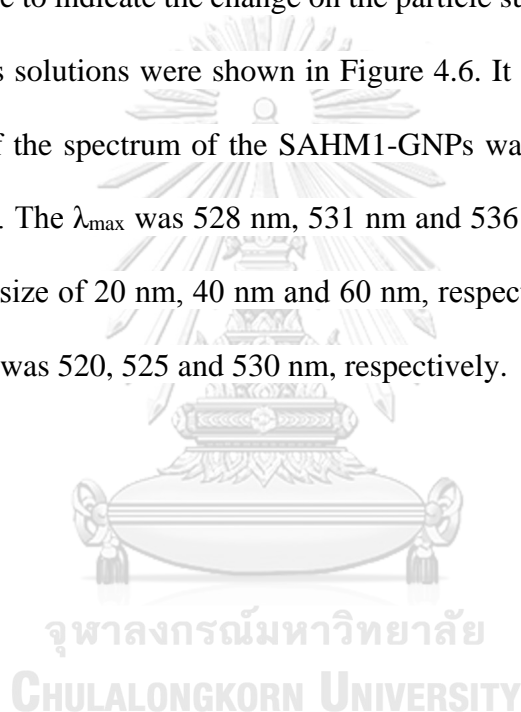 e to indicate the change on the particle su
s solutions were shown in Figure 4.6. It
f the spectrum of the SAHM1-GNPs wa
. The λmax was 528 nm, 531 nm and 536
size of 20 nm, 40 nm and 60 nm, respect
was 520, 525 and 530 nm, respectively.
จุฬาลงกรณ์มหาวิทยาลัย
CHULALONGKORN UNIVERSITY